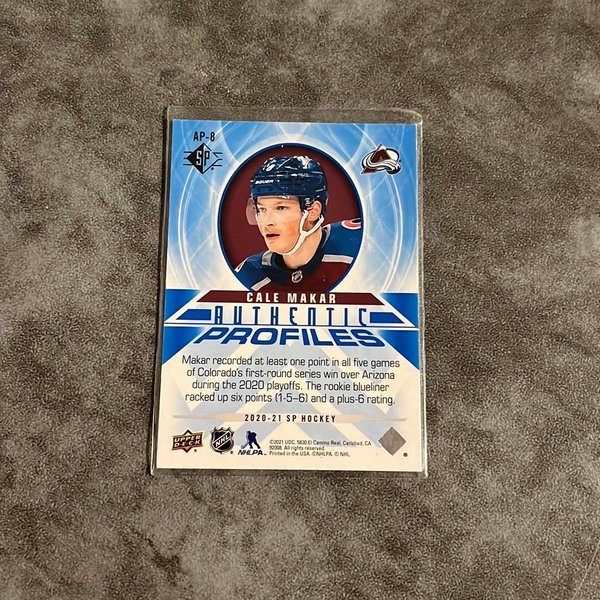 AP-8
SP
BAUER
CALE MAKAR
AUTHENTIC
PROFILES
Makar recorded at least one point in all five games
of Colorado's first-round series win over Arizona
during the 2020 playoffs. The rookie blueliner
racked up six points (1-5–6) and a plus-6 rating.
2020-21 SP HOCKEY
UPPER DECK
NHL
NHLPA
©2021 UDC. 5830 El Camino Real, Carlsbad, CA
92008. All rights reserved.
Printed in the USA. ©NHLPA. © NHL.